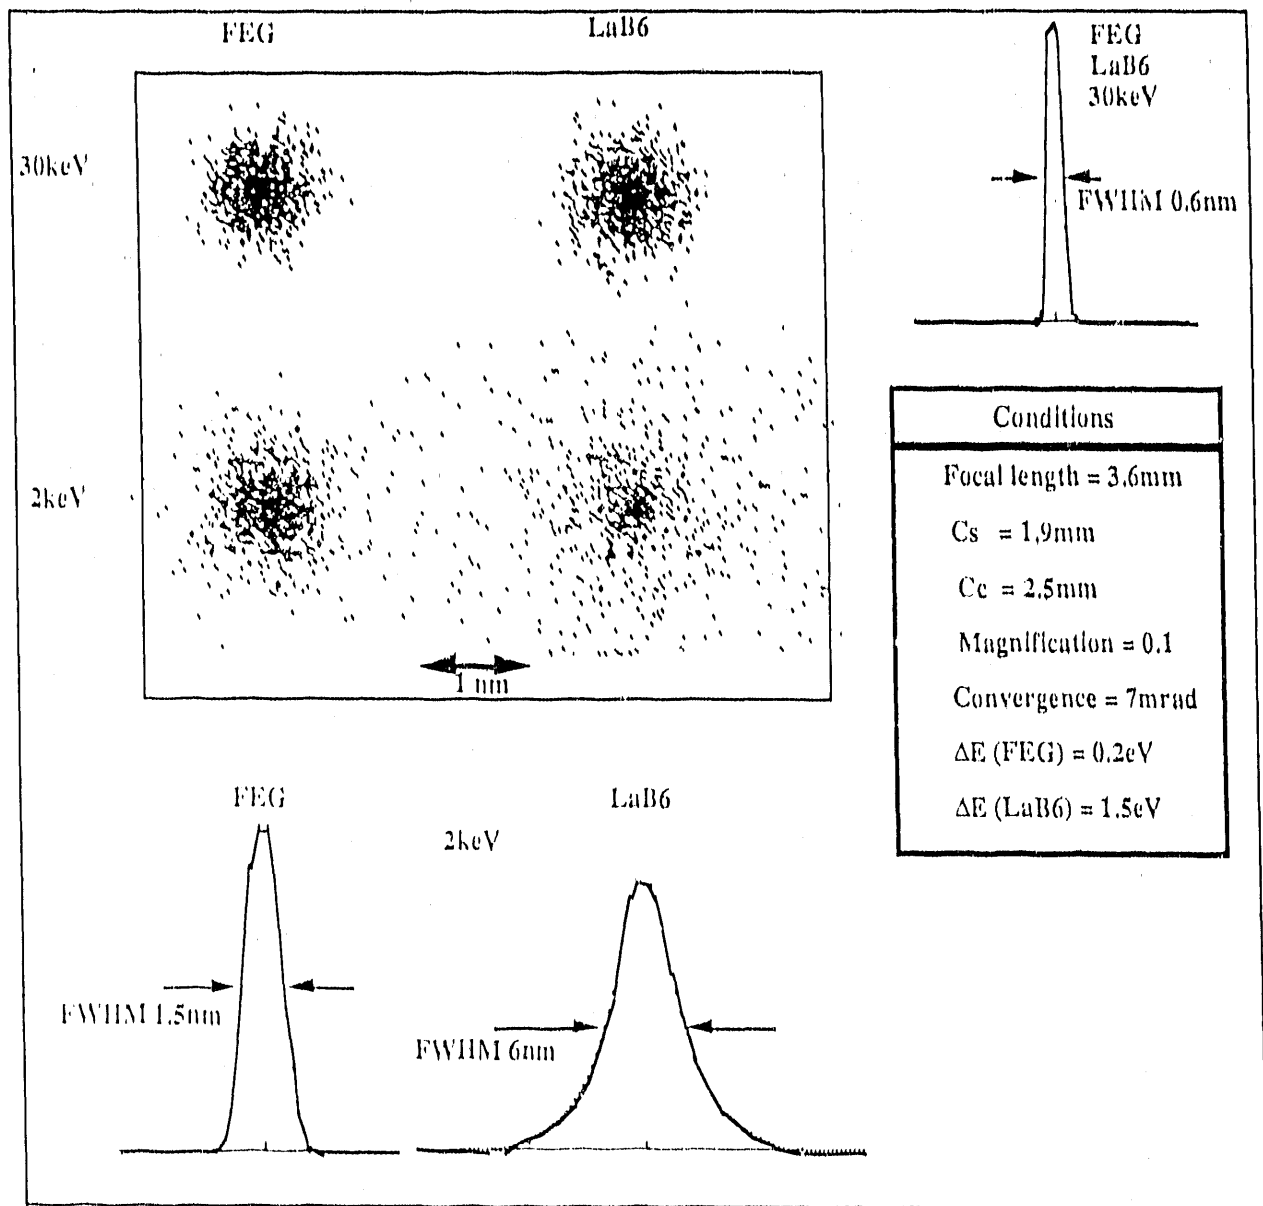 FEG
LaB6
30keV
2keV
1 nm
FEG
LaB6
30keV
FWHM 0.6nm
Conditions
Focal length = 3.6mm
Cs = 1.9mm
Cc = 2.5mm
Magnification = 0.1
Convergence = 7mrad
ΔE (FEG) = 0.2eV
ΔE (LaB6) = 1.5eV
FEG
LaB6
2keV
FWHM 1.5nm
FWHM 6nm